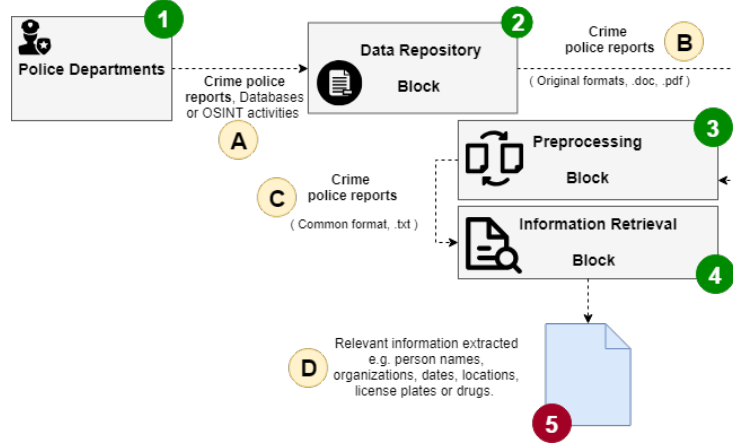 1
Police Departments
Crime police
reports, Databases
or OSINT activities
A
2
Data Repository
Block
Crime
police reports
B
( Original formats, .doc, .pdf )
3
Preprocessing
Block
Crime
police reports
C
( Common format, .txt )
Information Retrieval
Block
4
Relevant information extracted
e.g. person names,
organizations, dates, locations,
license plates or drugs.
D
5